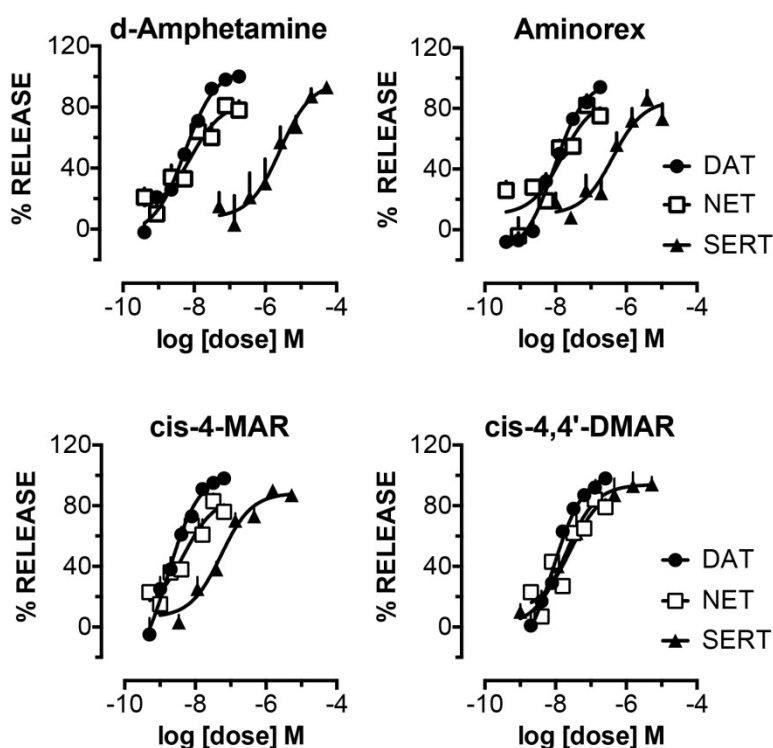 d-Amphetamine
% RELEASE
120
80
40
0
-10 -8 -6 -4
log [dose] M
Aminorex
% RELEASE
120
80
40
0
-10 -8 -6 -4
log [dose] M
DAT
NET
SERT
cis-4-MAR
% RELEASE
120
80
40
0
-10 -8 -6 -4
log [dose] M
cis-4,4'-DMAR
% RELEASE
120
80
40
0
-10 -8 -6 -4
log [dose] M
DAT
NET
SERT